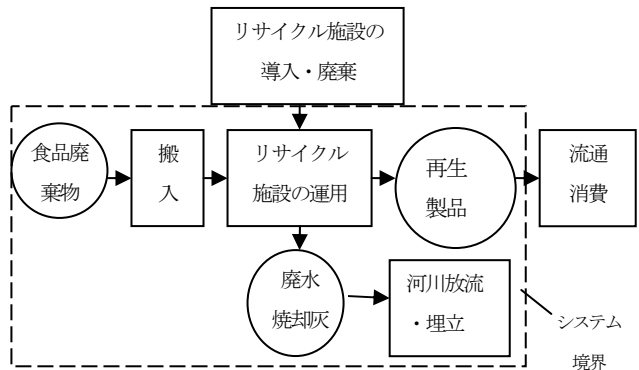 リサイクル施設の
導入・廃棄
食品廃
棄物
搬
入
リサイクル
施設の運用
再生
製品
流通
消費
廃水
焼却灰
河川放流
・埋立
システム
境界